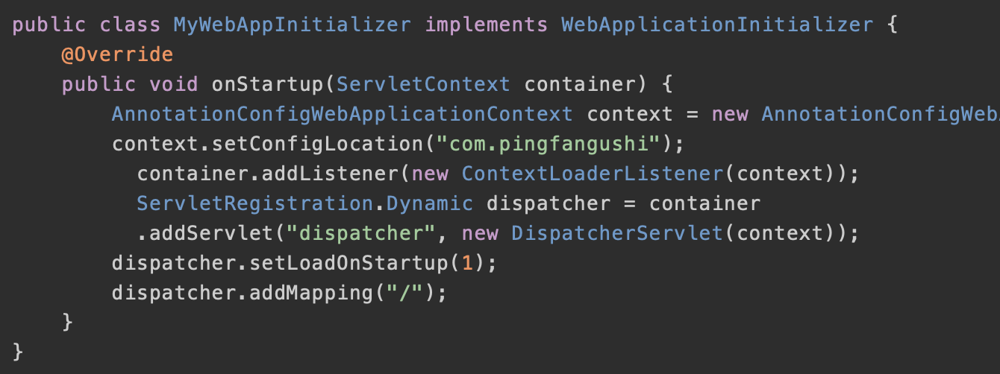 public class MyWebAppInitializer implements WebApplicationInitializer {
@Override
public void onStartup(ServletContext container) {
AnnotationConfigWebApplicationContext context = new AnnotationConfigWeb
context.setConfigLocation("com.pingfangushi");
container.addListener(new ContextLoaderListener(context));
ServletRegistration.Dynamic dispatcher = container
.addServlet("dispatcher", new DispatcherServlet(context));
dispatcher.setLoadOnStartup(1);
dispatcher.addMapping("/");
}
}